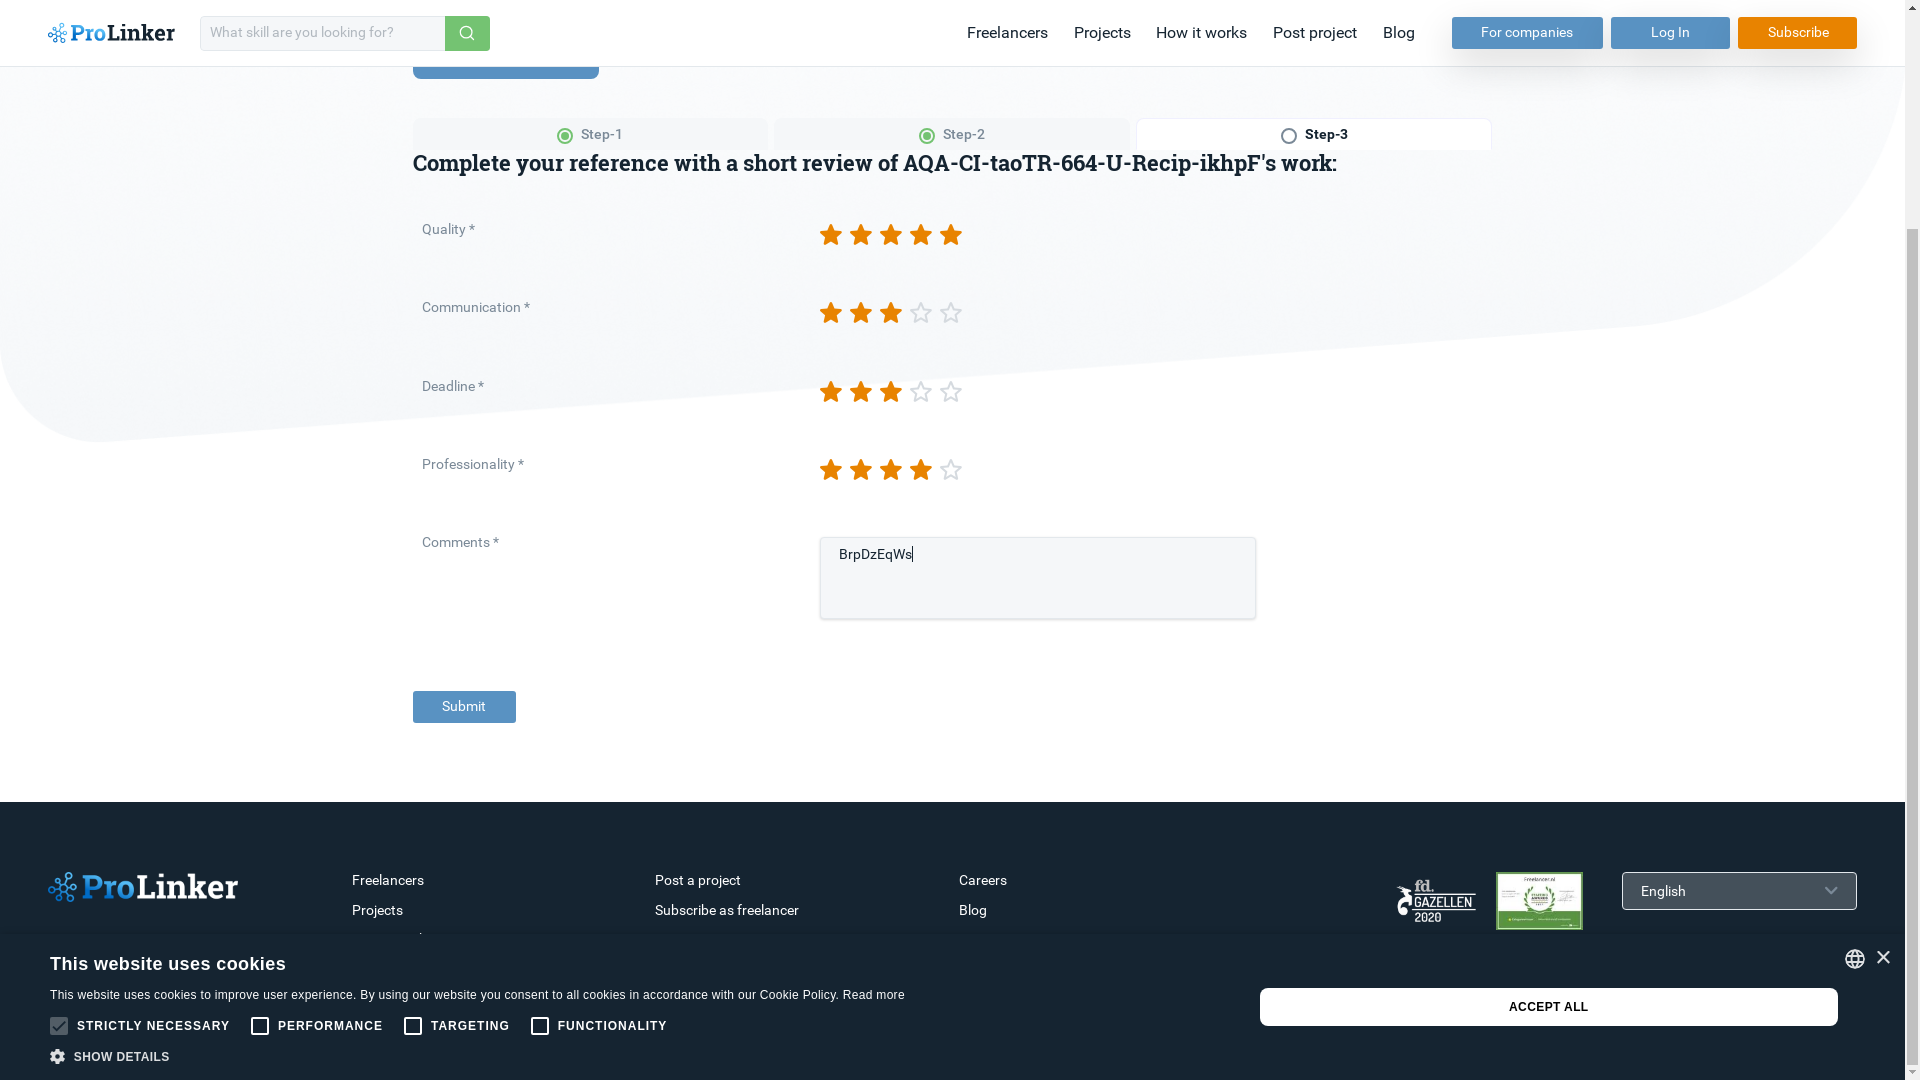 ProLinker
What skill are you looking for?
Freelancers
Projects
How it works
Post project
Blog
For companies
Log In
Subscribe
Step-1
Step-2
Step-3
Complete your reference with a short review of AQA-CI-taoTR-664-U-Recip-ikhpF's work:
Quality *
Communication *
Deadline *
Professionality *
Comments *
BrpDzEqWs
Submit
ProLinker
Freelancers
Projects
Post a project
Subscribe as freelancer
Careers
Blog
fd.
GAZELLEN
2020
Freelancer.nl
English
This website uses cookies
This website uses cookies to improve user experience. By using our website you consent to all cookies in accordance with our Cookie Policy. Read more
STRICTLY NECESSARY
PERFORMANCE
TARGETING
FUNCTIONALITY
SHOW DETAILS
ACCEPT ALL